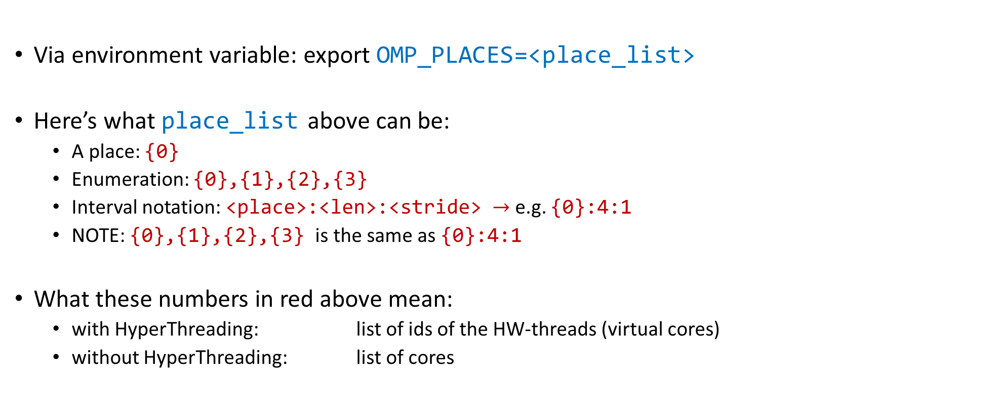 • Via environment variable: export OMP_PLACES=<place_list>
• Here’s what place_list above can be:
• A place: {0}
• Enumeration: {0},{1},{2},{3}
• Interval notation: <place>:<len>:<stride> → e.g. {0}:4:1
• NOTE: {0},{1},{2},{3} is the same as {0}:4:1
• What these numbers in red above mean:
• with HyperThreading: list of ids of the HW-threads (virtual cores)
• without HyperThreading: list of cores